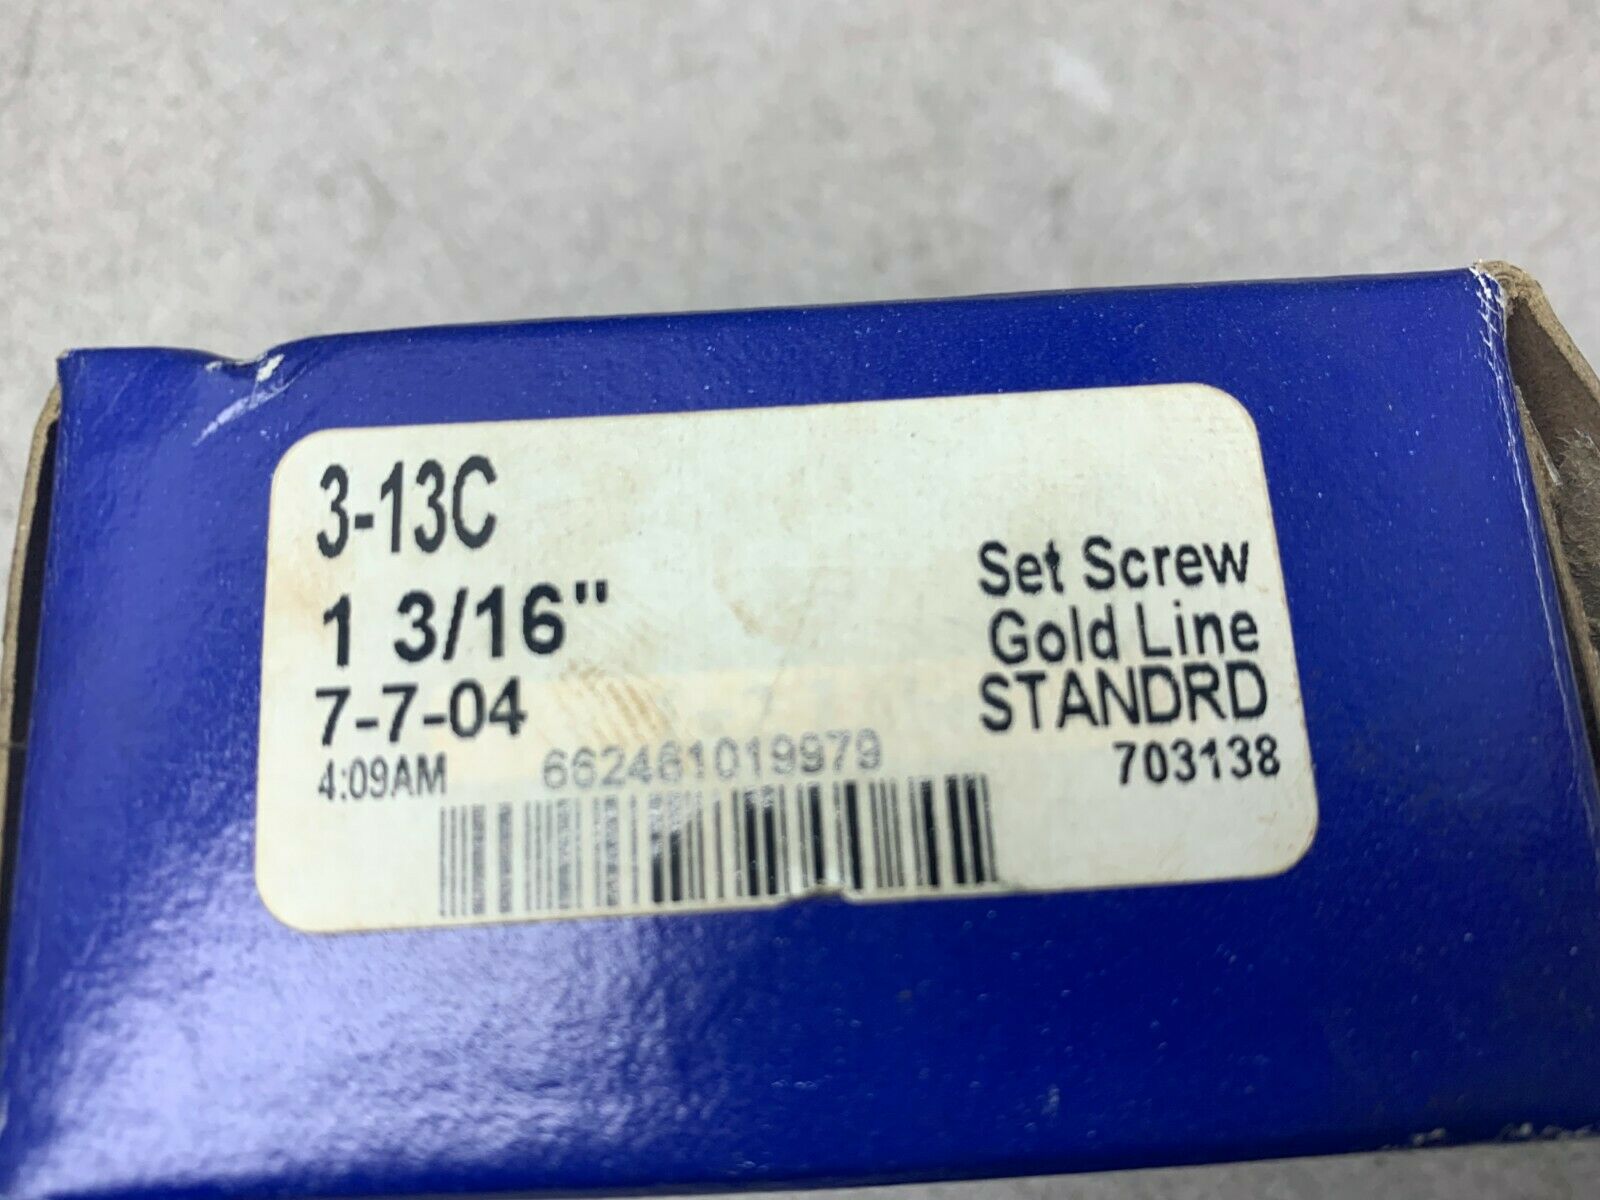 3-13C
1 3/16"
7-7-04
4:09AM
662461019979
Set Screw
Gold Line
STANDRD
703138